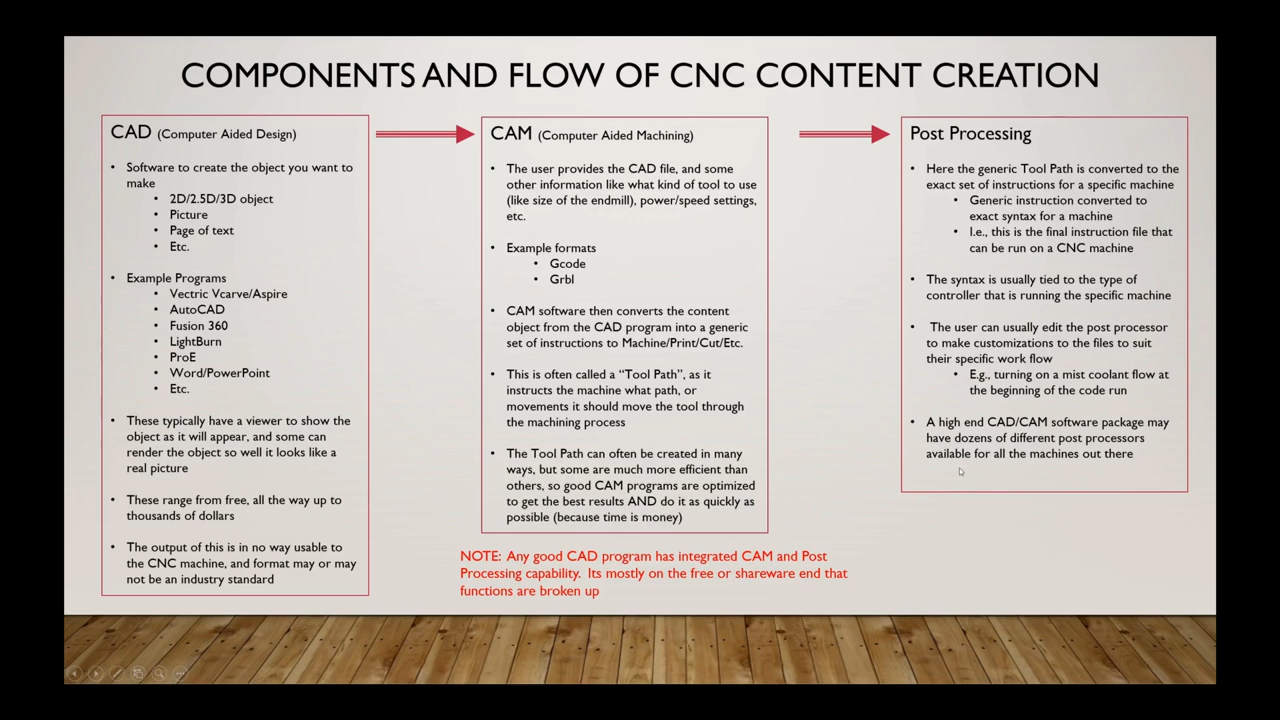 COMPONENTS AND FLOW OF CNC CONTENT CREATION
CAD (Computer Aided Design)
• Software to create the object you want to
make
• 2D/2.5D/3D object
• Picture
• Page of text
• Etc.
• Example Programs
• Vectric Vcarve/Aspire
• AutoCAD
• Fusion 360
• LightBurn
• ProE
• Word/PowerPoint
• Etc.
• These typically have a viewer to show the
object as it will appear, and some can
render the object so well it looks like a
real picture
• These range from free, all the way up to
thousands of dollars
• The output of this is in no way usable to
the CNC machine, and format may or may
not be an industry standard
CAM (Computer Aided Machining)
• The user provides the CAD file, and some
other information like what kind of tool to use
(like size of the endmill), power/speed settings,
etc.
• Example formats
• Gcode
• Grbl
• CAM software then converts the content
object from the CAD program into a generic
set of instructions to Machine/Print/Cut/Etc.
• This is often called a “Tool Path”, as it
instructs the machine what path, or
movements it should move the tool through
the machining process
• The Tool Path can often be created in many
ways, but some are much more efficient than
others, so good CAM programs are optimized
to get the best results AND do it as quickly as
possible (because time is money)
Post Processing
• Here the generic Tool Path is converted to the
exact set of instructions for a specific machine
• Generic instruction converted to
exact syntax for a machine
• I.e., this is the final instruction file that
can be run on a CNC machine
• The syntax is usually tied to the type of
controller that is running the specific machine
• The user can usually edit the post processor
to make customizations to the files to suit
their specific work flow
• E.g., turning on a mist coolant flow at
the beginning of the code run
• A high end CAD/CAM software package may
have dozens of different post processors
available for all the machines out there
NOTE: Any good CAD program has integrated CAM and Post
Processing capability. Its mostly on the free or shareware end that
functions are broken up